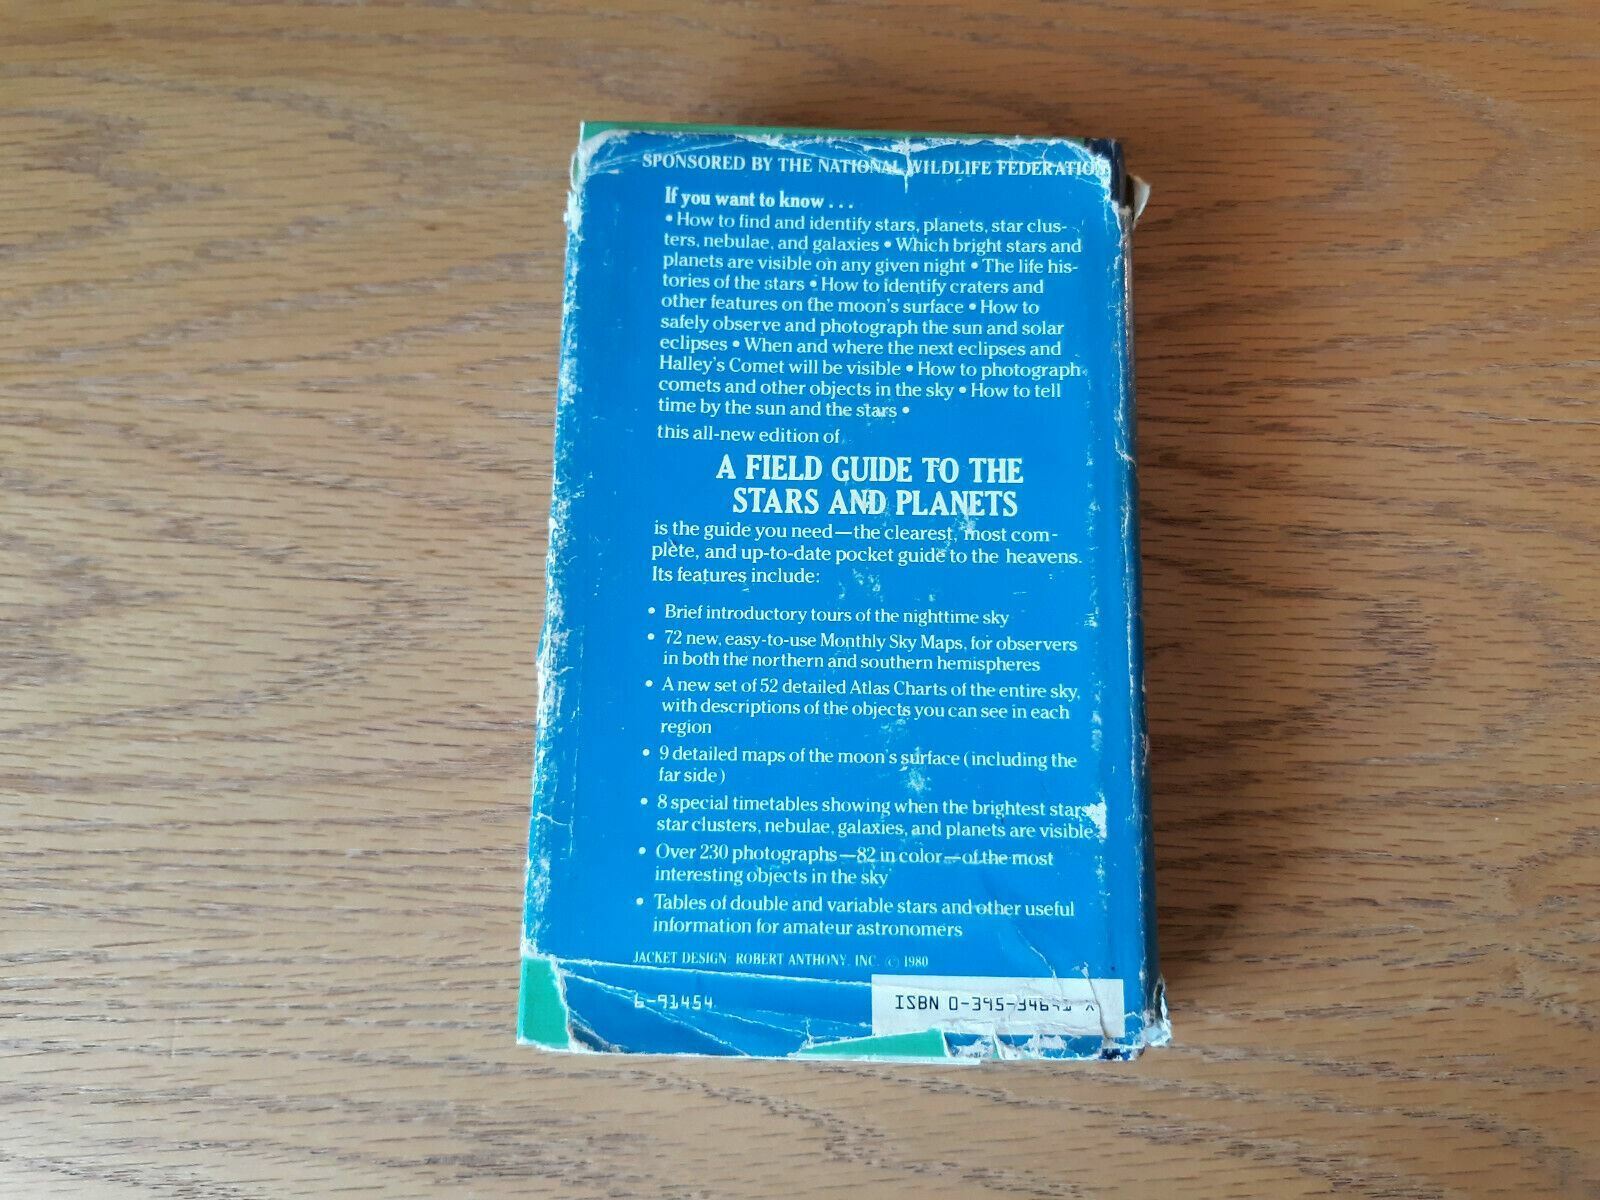 SPONSORED BY THE NATIONAL WILDLIFE FEDERATION
If you want to know . . .
• How to find and identify stars, planets, star clus-
ters, nebulae, and galaxies • Which bright stars and
planets are visible on any given night • The life his-
tories of the stars • How to identify craters and
other features on the moon's surface • How to
safely observe and photograph the sun and solar
eclipses • When and where the next eclipses and
Halley's Comet will be visible • How to photograph
comets and other objects in the sky • How to tell
time by the sun and the stars •
this all-new edition of
A FIELD GUIDE TO THE
STARS AND PLANETS
is the guide you need—the clearest, most com-
plete, and up-to-date pocket guide to the heavens.
Its features include:
• Brief introductory tours of the nighttime sky
• 72 new, easy-to-use Monthly Sky Maps, for observers
in both the northern and southern hemispheres
• A new set of 52 detailed Atlas Charts of the entire sky,
with descriptions of the objects you can see in each
region
• 9 detailed maps of the moon's surface (including the
far side)
• 8 special timetables showing when the brightest stars,
star clusters, nebulae, galaxies, and planets are visible
• Over 230 photographs—82 in color—of the most
interesting objects in the sky
• Tables of double and variable stars and other useful
information for amateur astronomers
JACKET DESIGN: ROBERT ANTHONY, INC. © 1980
6-91454
ISBN